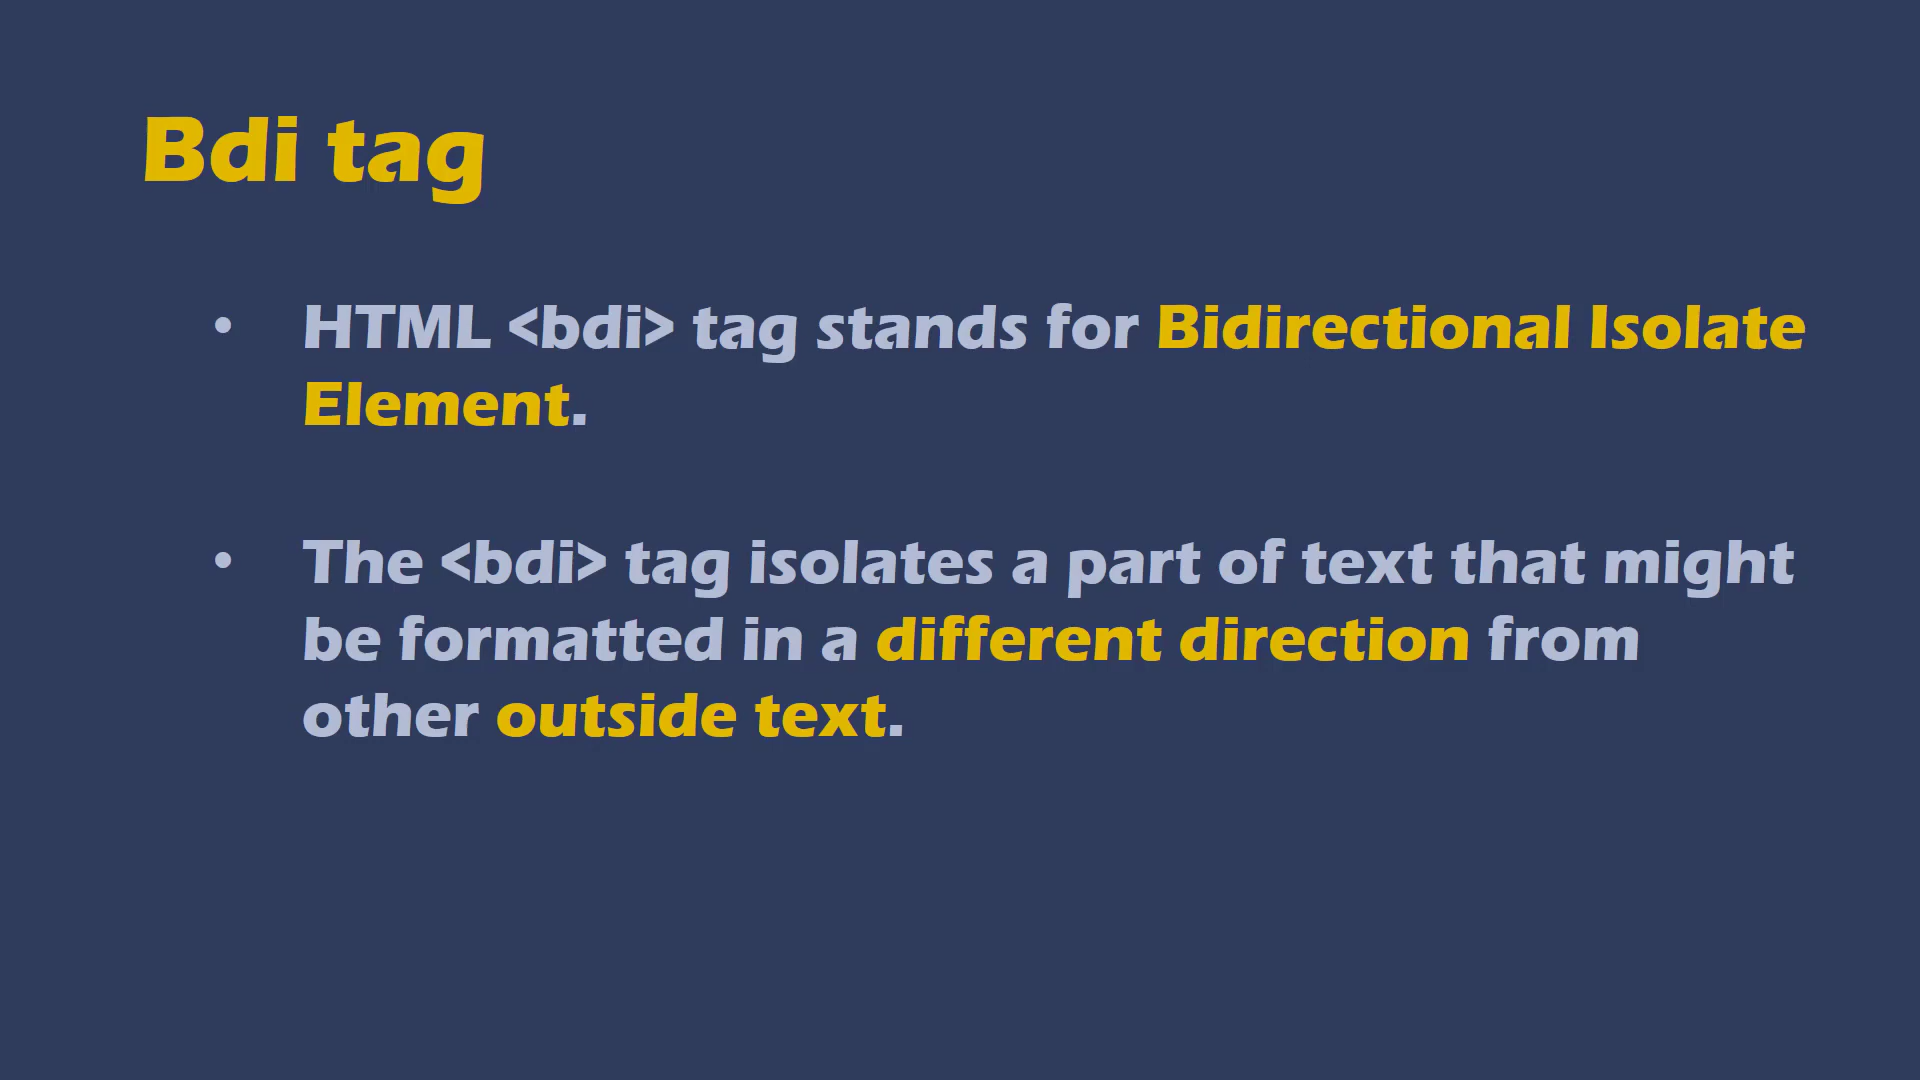 Bdi tag
• HTML <bdi> tag stands for Bidirectional Isolate
Element.
• The <bdi> tag isolates a part of text that might
be formatted in a different direction from
other outside text.